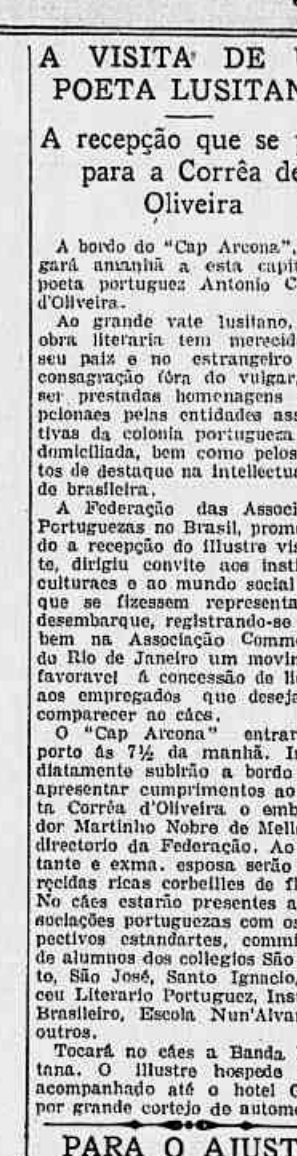 A VISITA DE
POETA LUSITAN
A recepção que se
para a Corrêa de
Oliveira
A bordo do "Cap Arcona",
gará amanhã a esta capi
poeta portuguez Antonio C
d'Oliveira.
Ao grande vate lusitano,
obra literaria tem merecid
seu paiz e no estrangeiro
consagração fóra do vulgar,
ser prestadas homenagens
pcionaes pelas entidades ass
tivas da colonia portugueza
domiciliada, bem como pelos
tos de destaque na intellectu
de brasileira.
A Federação das Associ
Portuguezas no Brasil, prom
do a recepção do illustre vis
te, dirigiu convite aos insti
culturaes e ao mundo social
que se fizessem representa
desembarque, registrando-se
bem na Associação Comme
do Rio de Janeiro um movim
favoravel á concessão de li
aos empregados que deseja
comparecer ao cáes.
O "Cap Arcona" entrar
porto ás 7½ da manhã. I
diatamente subirão a bordo
apresentar cumprimentos ao
ta Corrêa d'Oliveira o emb
dor Martinho Nobre de Mell
directorio da Federação. Ao
tante e exma. esposa serão
recidas ricas corbeilles de fl
No cáes estarão presentes a
sociações portuguezas com os
pectivos estandartes, commi
de alumnos dos collegios São
to, São José, Santo Ignacio,
ceu Literario Portuguez, Ins
Brasileiro, Escola Nun'Alva
outros.
Tocará no cáes a Banda
tana. O illustre hospede
acompanhado até o hotel G
por grande cortejo de autom
PARA O AJUST